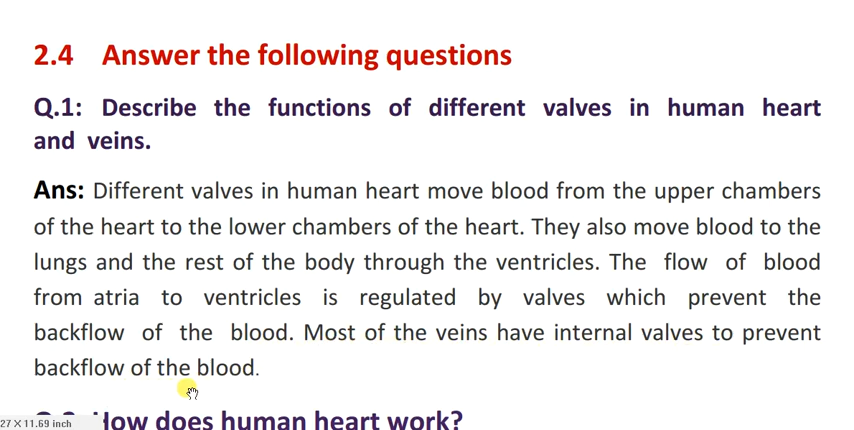 2.4 Answer the following questions
Q.1: Describe the functions of different valves in human heart
and veins.
Ans: Different valves in human heart move blood from the upper chambers
of the heart to the lower chambers of the heart. They also move blood to the
lungs and the rest of the body through the ventricles. The flow of blood
from atria to ventricles is regulated by valves which prevent the
backflow of the blood. Most of the veins have internal valves to prevent
backflow of the blood.
How does human heart work?
27 X 11.69 inch